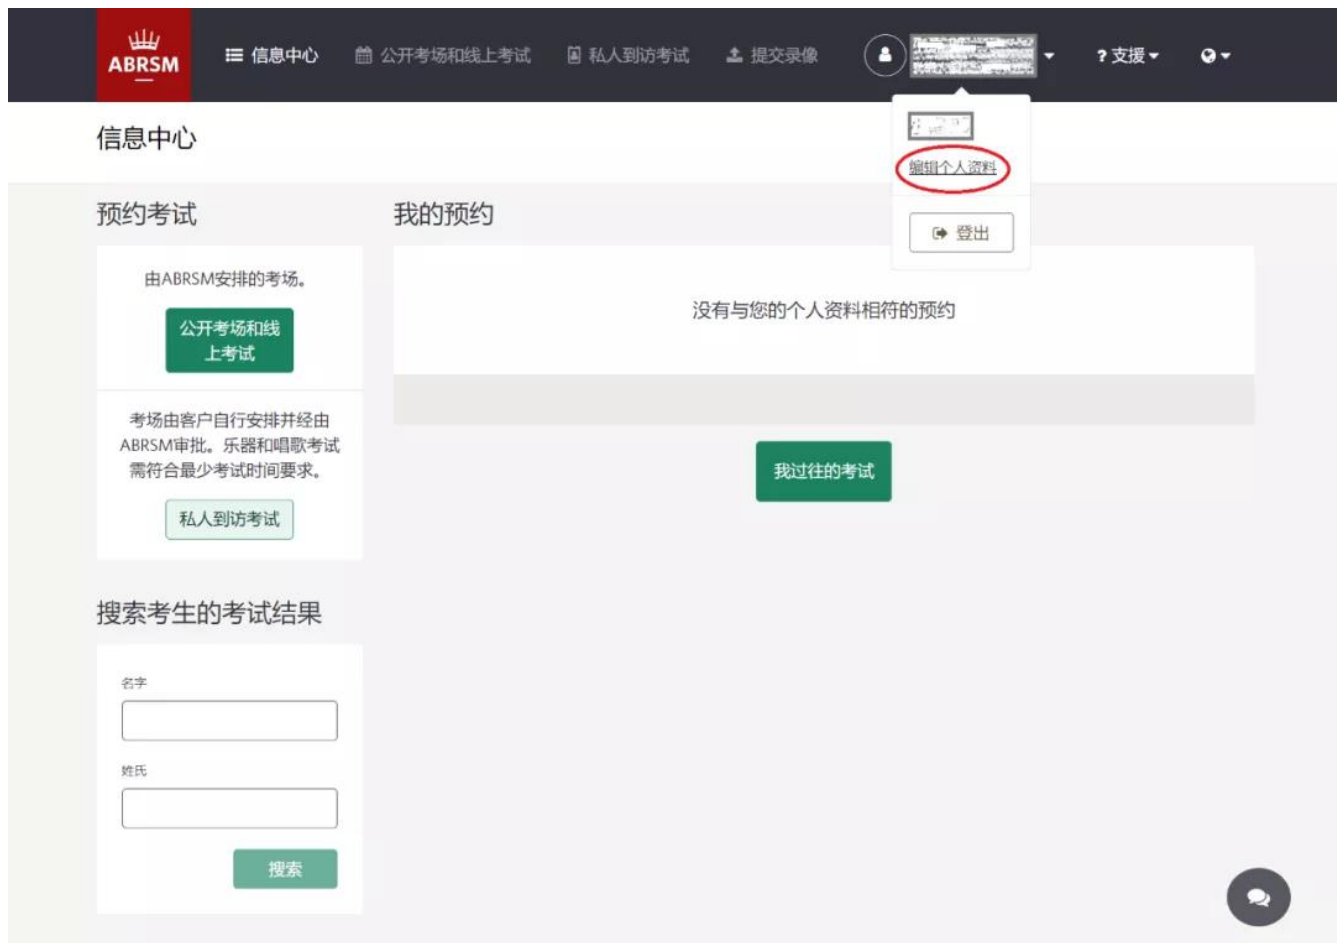 ABRSM
信息中心
公开考场和线上考试
私人到访考试
提交录像
?支援
编辑个人资料
登出
信息中心
预约考试
由ABRSM安排的考场。
公开考场和线
上考试
考场由客户自行安排并经由
ABRSM审批。乐器和唱歌考试
需符合最少考试时间要求。
私人到访考试
我的预约
没有与您的个人资料相符的预约
我过往的考试
搜索考生的考试结果
名字
姓氏
搜索